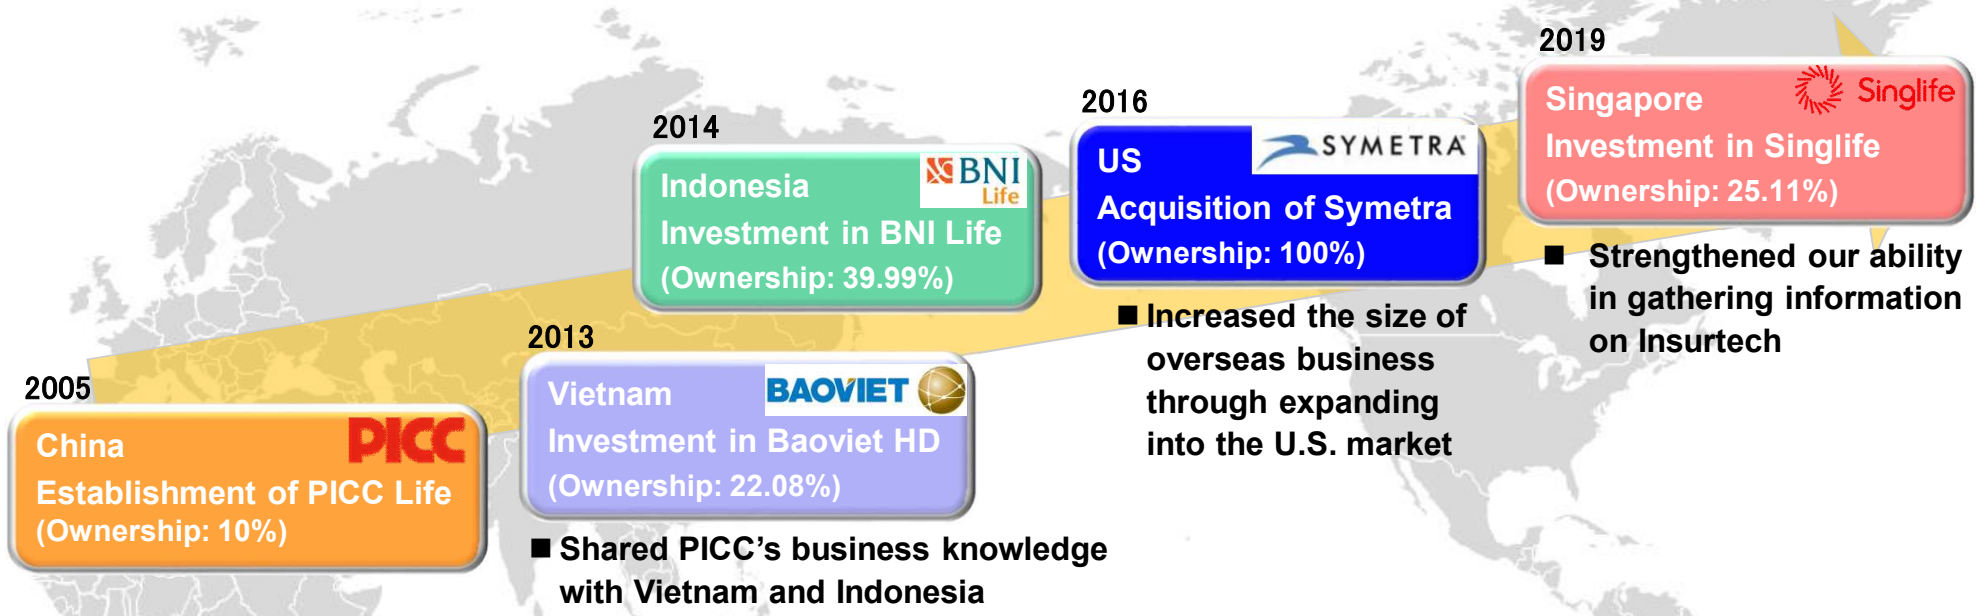 2005
PICC
China
Establishment of PICC Life
(Ownership: 10%)
2013
BAOVIET
Vietnam
Investment in Baoviet HD
(Ownership: 22.08%)
■ Shared PICC’s business knowledge
with Vietnam and Indonesia
2014
BNI
Life
Indonesia
Investment in BNI Life
(Ownership: 39.99%)
2016
SYMETRA
US
Acquisition of Symetra
(Ownership: 100%)
■ Increased the size of
overseas business
through expanding
into the U.S. market
2019
Singlife
Singapore
Investment in Singlife
(Ownership: 25.11%)
■ Strengthened our ability
in gathering information
on Insurtech